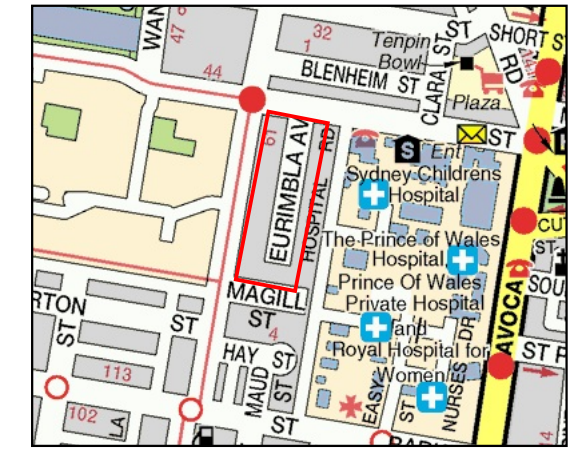 WAN
6
47
32
1
ST
SHORT S
Tenpin
Bowl
CLARA ST
RD
44
BLENHEIM ST
Plaza
61
EURIMBLA AV
HOSPITAL RD
S
Ent
ST
Sydney Childrens
Hospital
The Prince of Wales
Hospital,
Prince Of Wales
Private Hospital
and
Royal Hospital for
Women
CU
ST
SOU
AVOCA
ST P
RTON
ST
ST
MAGILL
ST
4
HAY ST
MAUD ST
ST
113
102
LA
EASY ST
NURSES DR